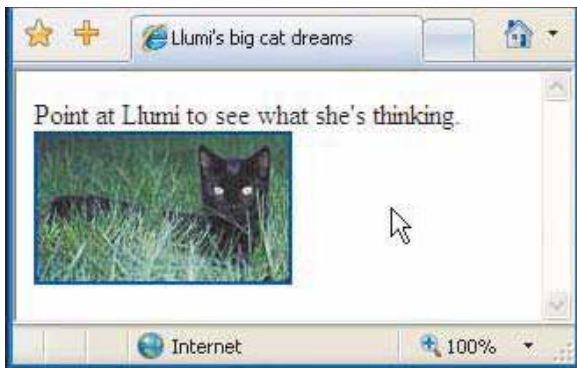 Llumi's big cat dreams
Point at Llumi to see what she's thinking.
Internet
100%